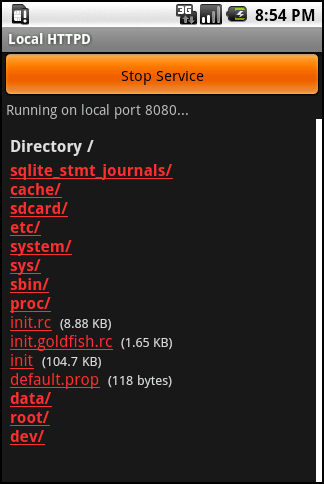 3G 8:54 PM
Local HTTPD
Stop Service
Running on local port 8080...
Directory /
sqlite_stmt_journals/
cache/
sdcard/
etc/
system/
sys/
sbin/
proc/
init.rc (8.88 KB)
init.goldfish.rc (1.65 KB)
init (104.7 KB)
default.prop (118 bytes)
data/
root/
dev/